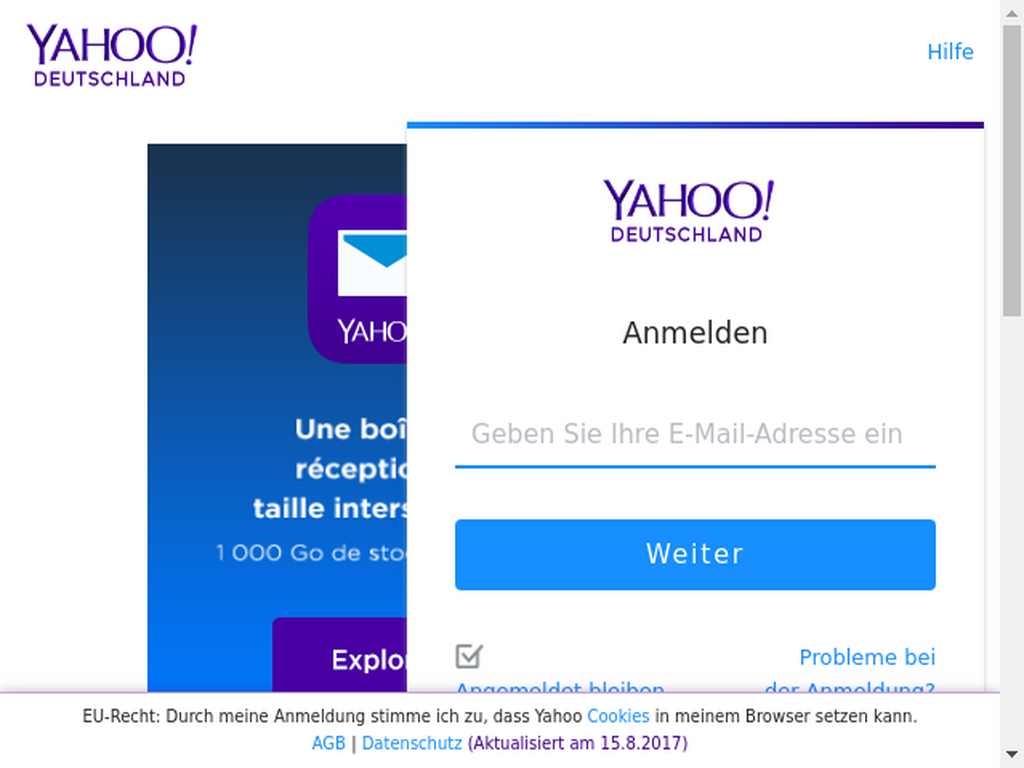 YAHOO!
DEUTSCHLAND
Hilfe
YAHOO!
DEUTSCHLAND
YAHO
Anmelden
Une boî
réceptio
taille inters
Geben Sie Ihre E-Mail-Adresse ein
1 000 Go de sto
Weiter
Explor
Probleme bei
Angemeldet bleiben
der Anmeldung?
EU-Recht: Durch meine Anmeldung stimme ich zu, dass Yahoo Cookies in meinem Browser setzen kann.
AGB | Datenschutz (Aktualisiert am 15.8.2017)